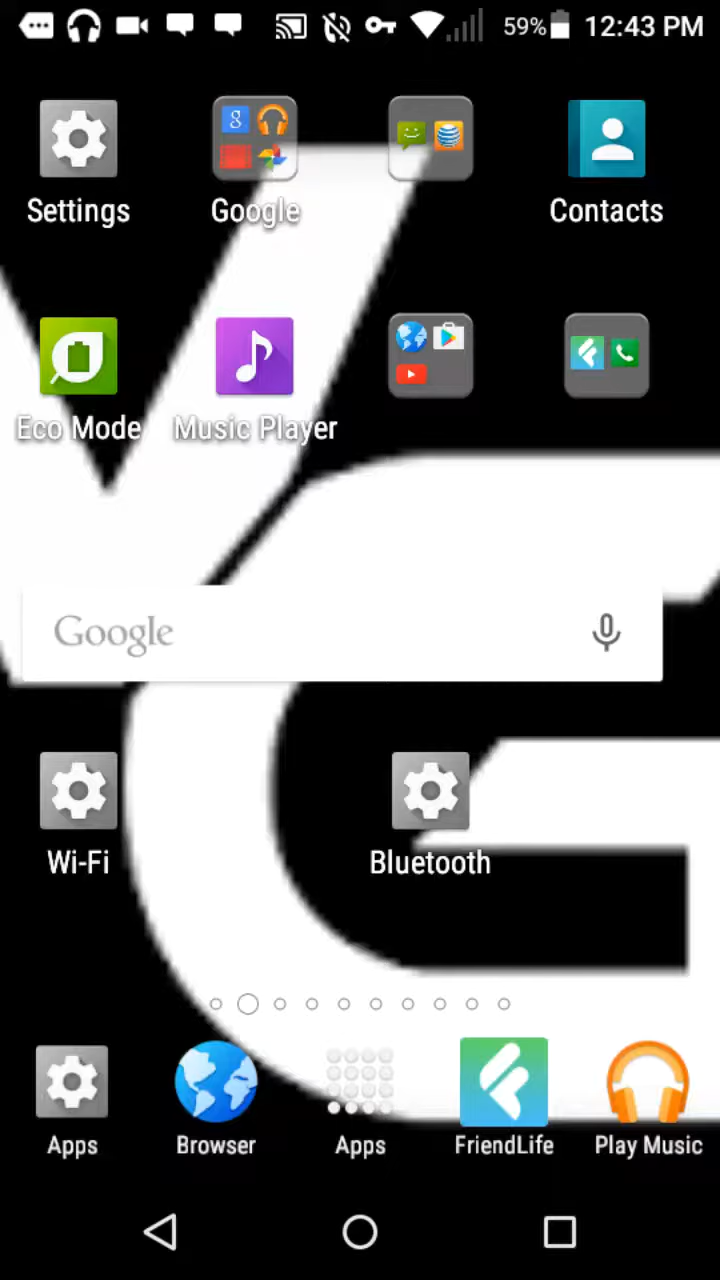 59% 12:43 PM
Settings Google Contacts
Eco Mode Music Player
Google
Wi-Fi Bluetooth
Apps Browser Apps FriendLife Play Music